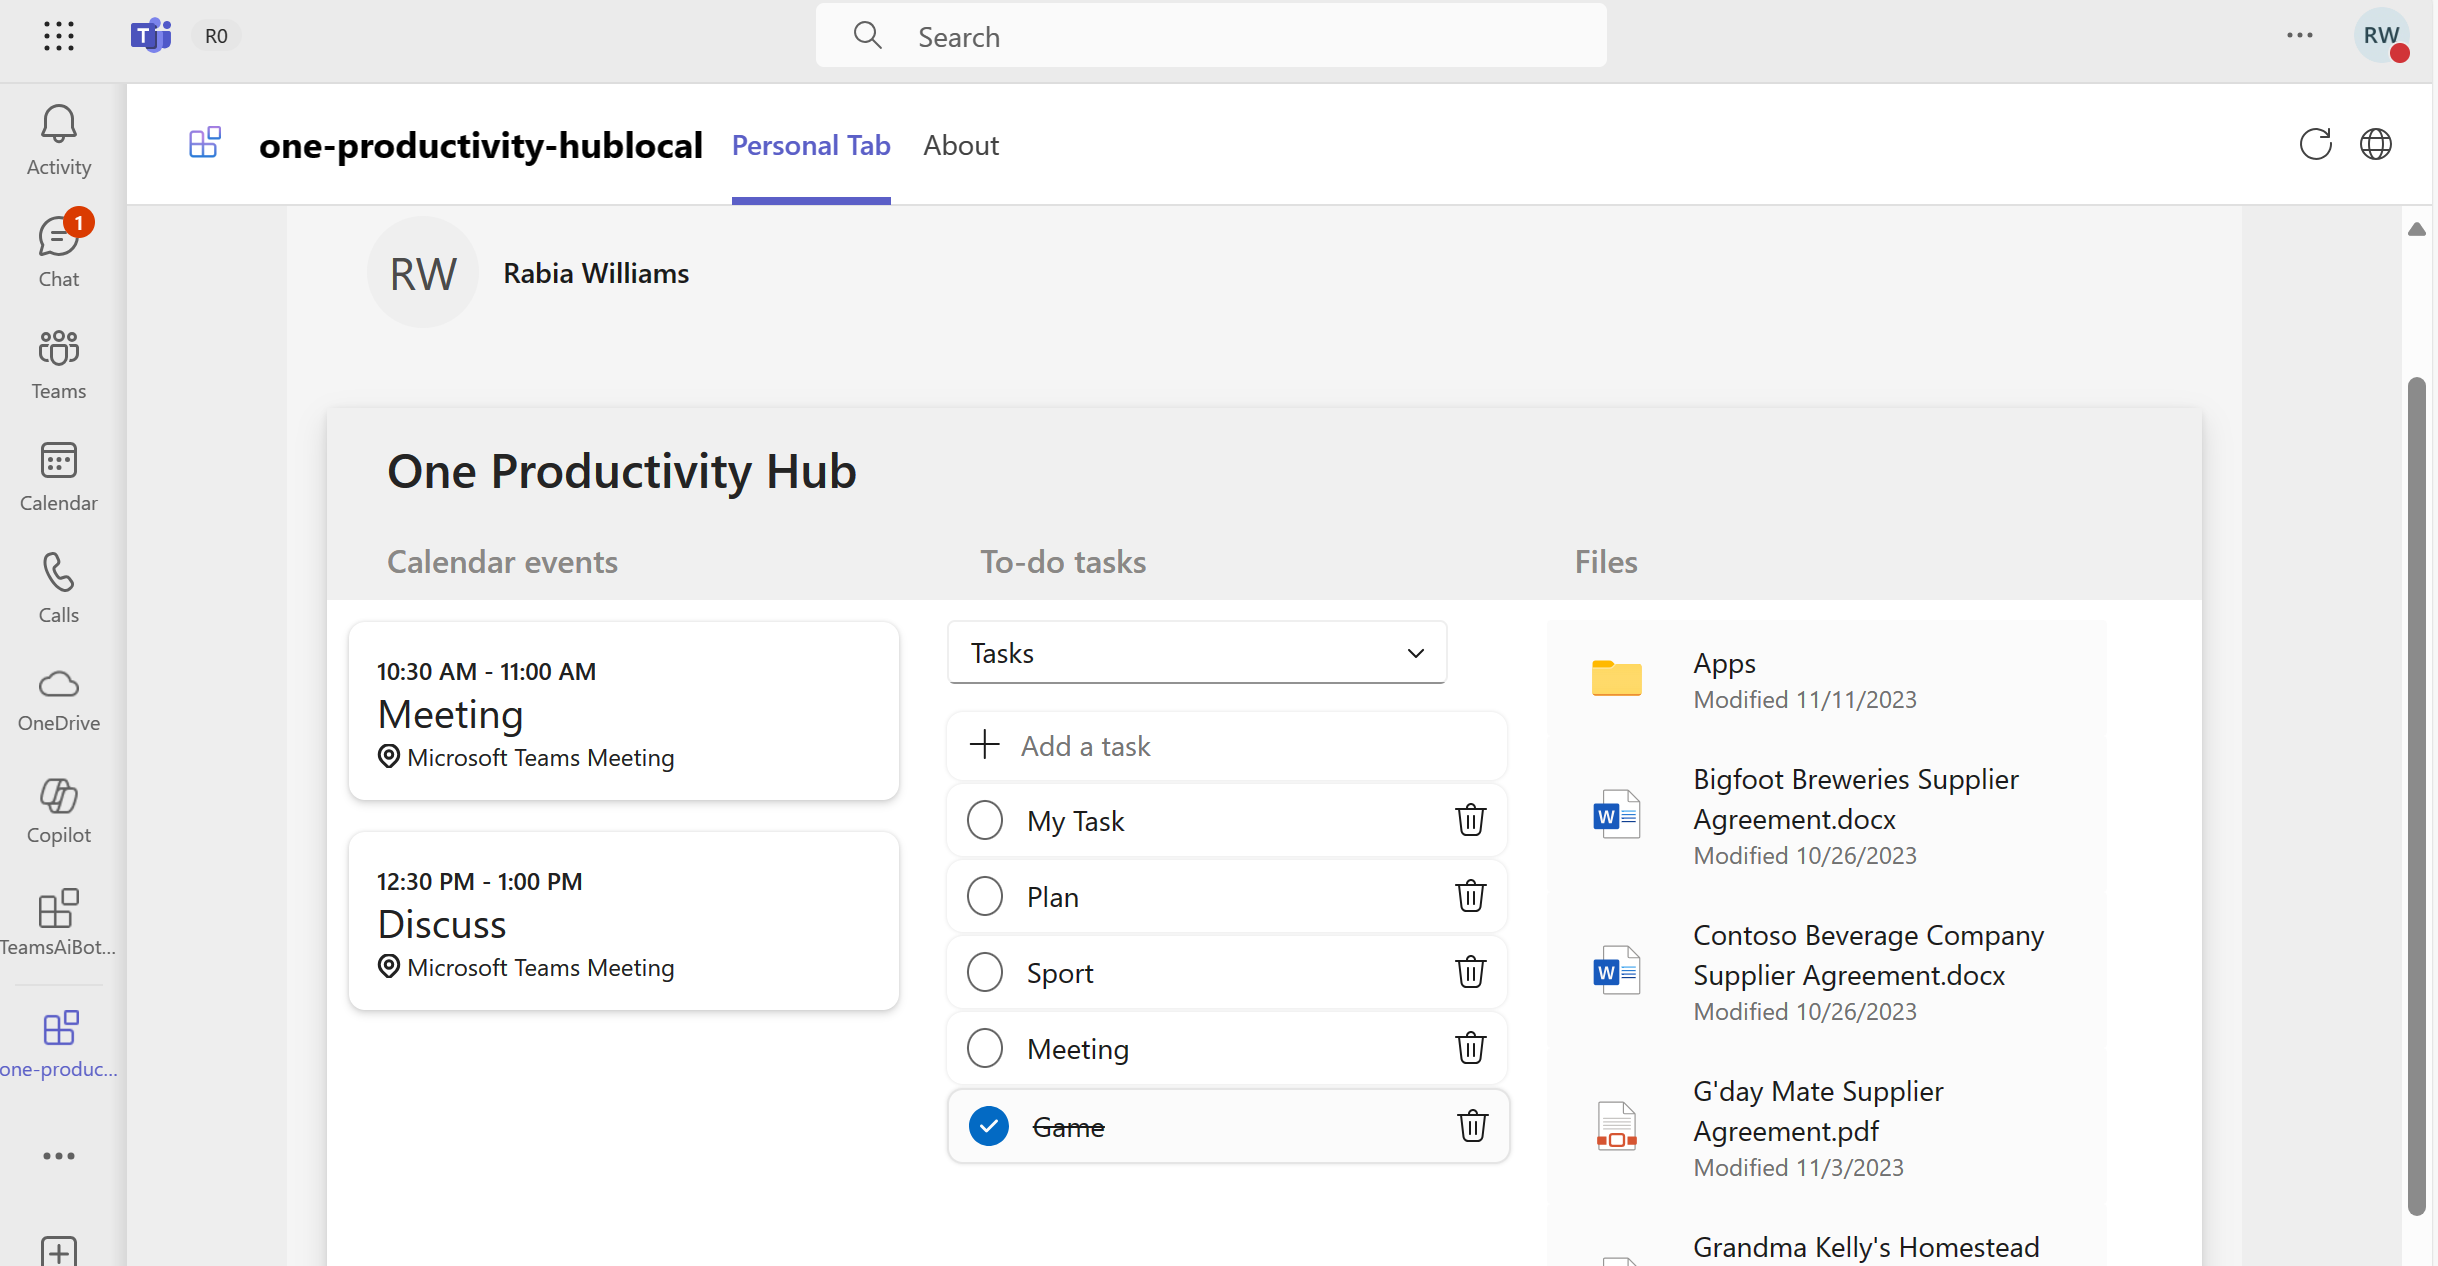 R0
Search
RW
Activity
1
Chat
Teams
Calendar
Calls
OneDrive
Copilot
TeamsAiBot...
one-produc...
one-productivity-hublocal
Personal Tab
About
RW
Rabia Williams
One Productivity Hub
Calendar events
10:30 AM - 11:00 AM
Meeting
Microsoft Teams Meeting
12:30 PM - 1:00 PM
Discuss
Microsoft Teams Meeting
To-do tasks
Tasks
Add a task
My Task
Plan
Sport
Meeting
Game
Files
Apps
Modified 11/11/2023
Bigfoot Breweries Supplier
Agreement.docx
Modified 10/26/2023
Contoso Beverage Company
Supplier Agreement.docx
Modified 10/26/2023
G'day Mate Supplier
Agreement.pdf
Modified 11/3/2023
Grandma Kelly's Homestead